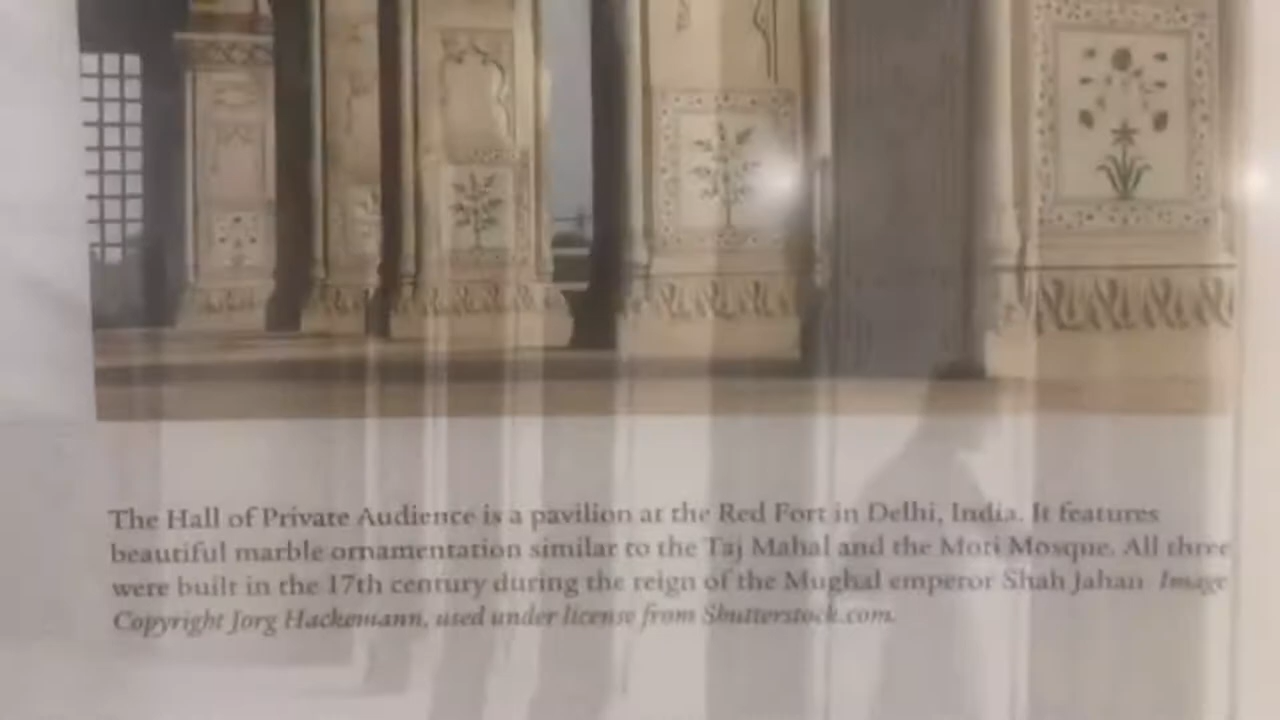 The Hall of Private Audience is a pavilion at the Red Fort in Delhi, India. It features
beautiful marble ornamentation similar to the Taj Mahal and the Moti Mosque. All three
were built in the 17th century during the reign of the Mughal emperor Shah Jahan. Image
Copyright Jorg Hackemann, used under license from Shutterstock.com.